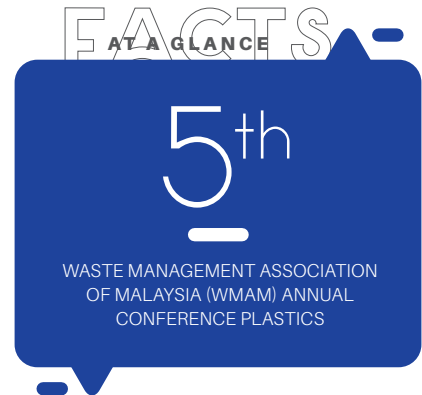 FACTS
AT A GLANCE
5th
WASTE MANAGEMENT ASSOCIATION
OF MALAYSIA (WMAM) ANNUAL
CONFERENCE PLASTICS